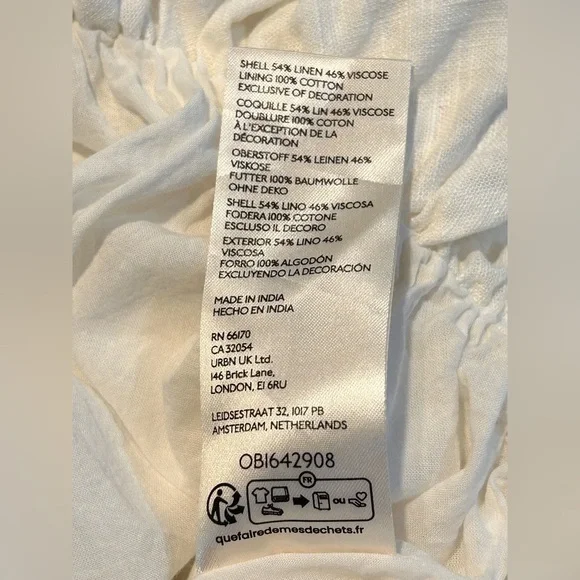 SHELL 54% LINEN 46% VISCOSE
LINING 100% COTTON
EXCLUSIVE OF DECORATION
COQUILLE 54% LIN 46% VISCOSE
DOUBLURE 100% COTON
À L'EXCEPTION DE LA
DÉCORATION
OBERSTOFF 54% LEINEN 46%
VISKOSE
FUTTER 100% BAUMWOLLE
OHNE DEKO
SHELL 54% LINO 46% VISCOSA
FODERA 100% COTONE
ESCLUSO IL DECORO
EXTERIOR 54% LINO 46%
VISCOSA
FORRO 100% ALGODÓN
EXCLUYENDO LA DECORACIÓN
MADE IN INDIA
HECHO EN INDIA
RN 66170
CA 32054
URBN UK Ltd.
146 Brick Lane,
LONDON, E1 6RU
LEIDSESTRAAT 32, 1017 PB
AMSTERDAM, NETHERLANDS
OB1642908
FR
OU
quefairedemesdechets.fr